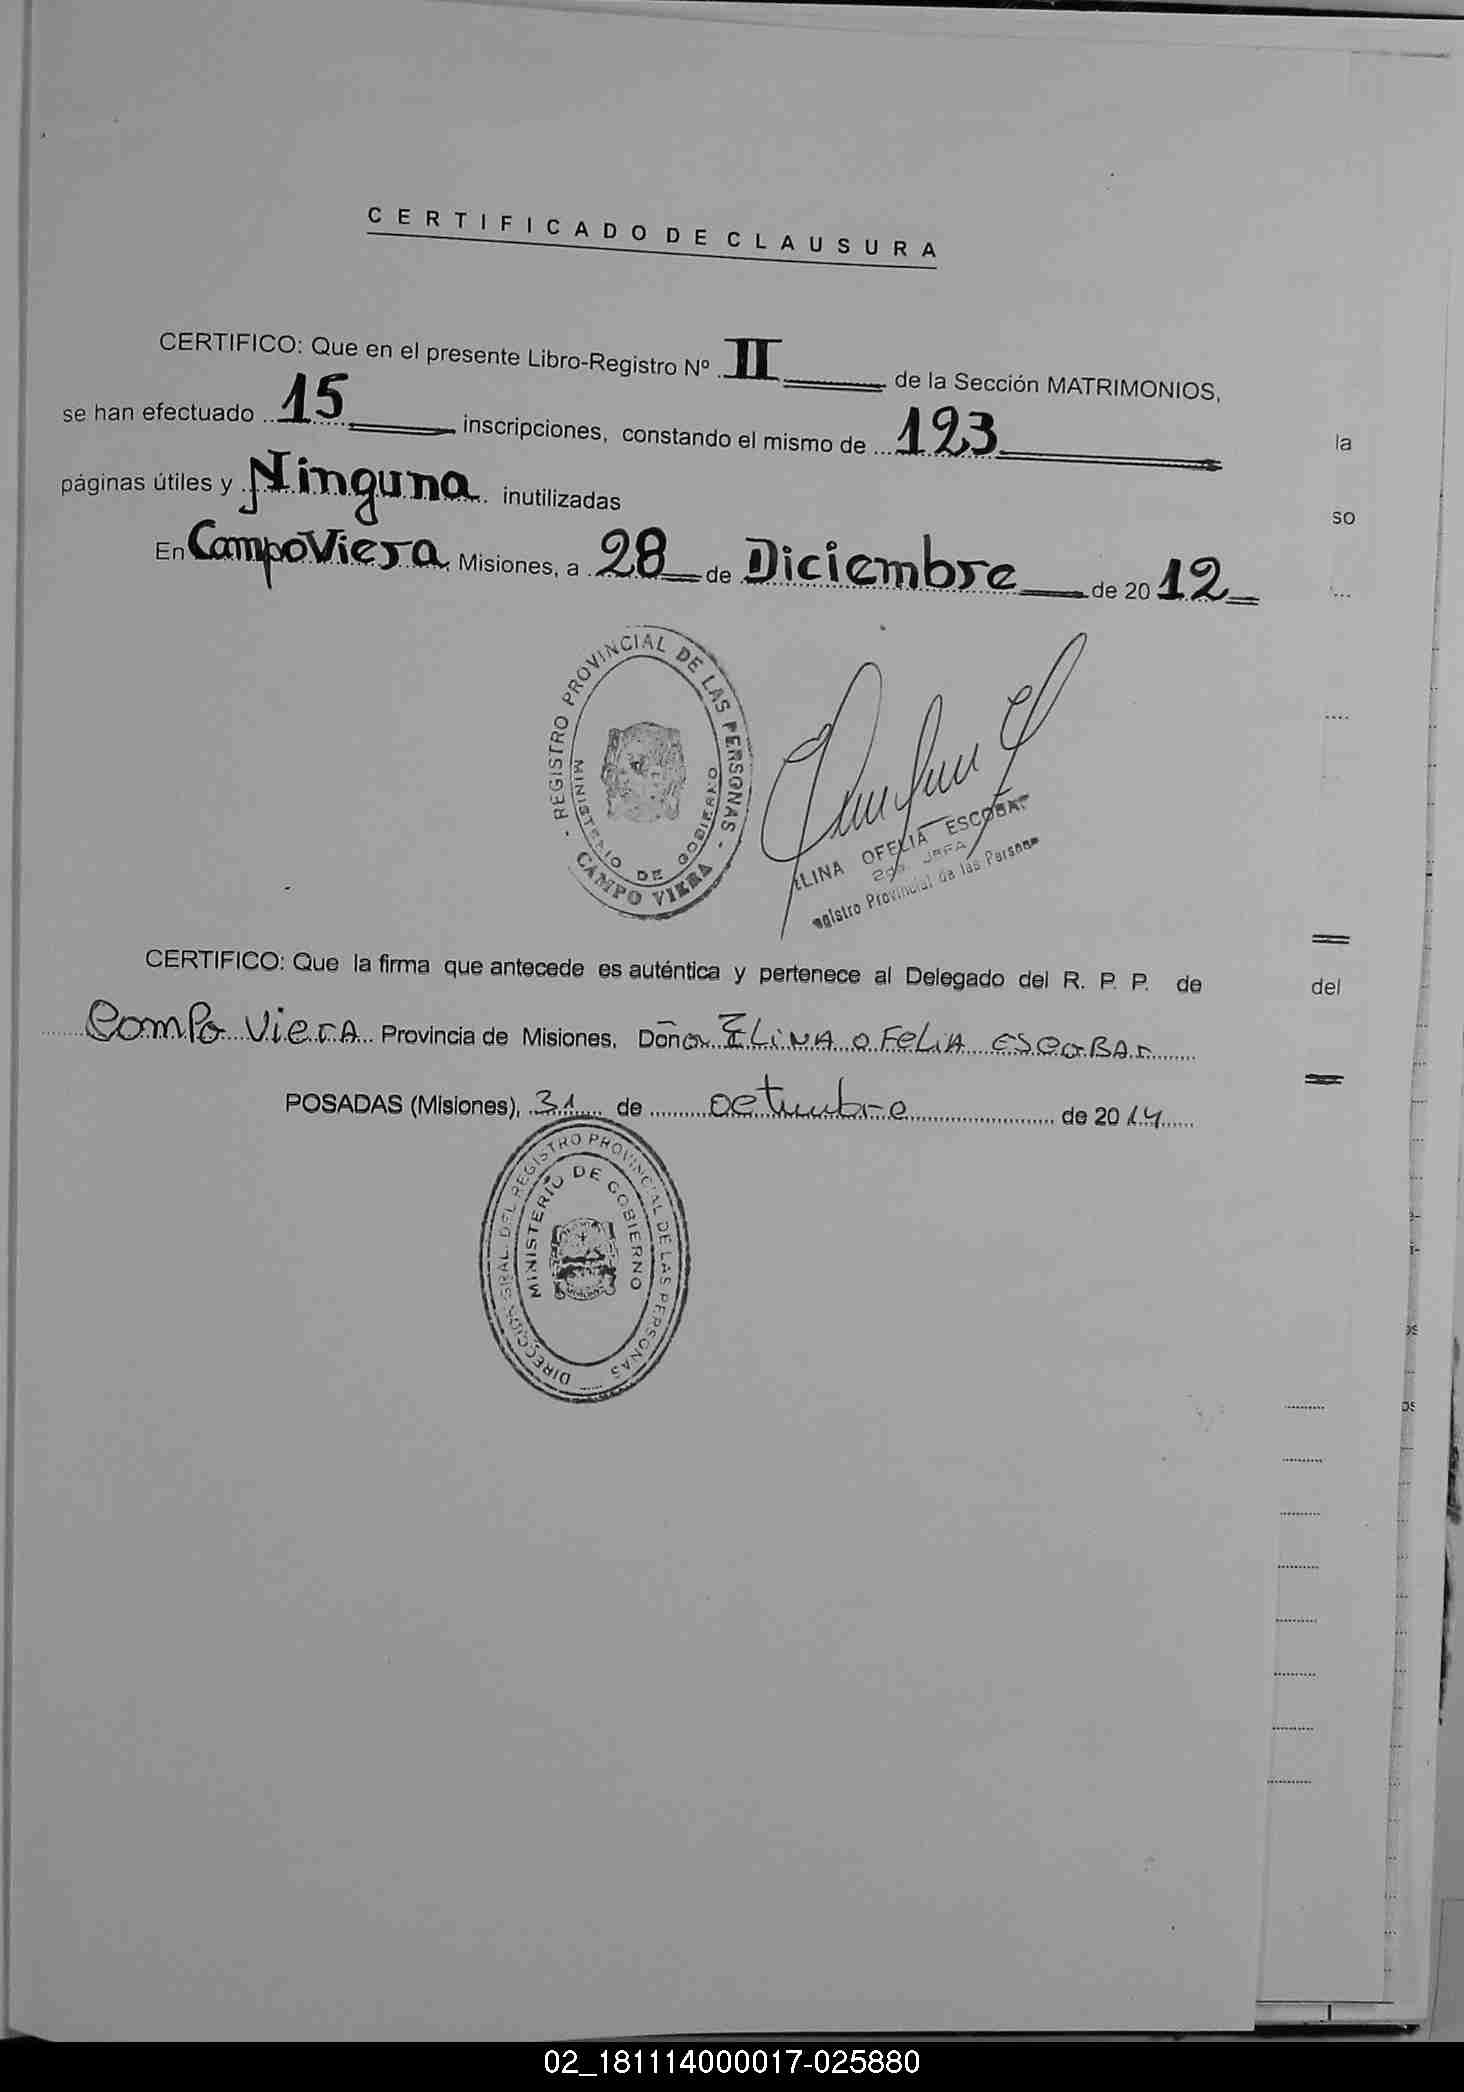 CERTIFICADO DE CLAUSURA
CERTIFICO: Que en el presente Libro-Registro Nº II de la Sección MATRIMONIOS,
se han efectuado 15 inscripciones, constando el mismo de 123
páginas útiles y Ninguna inutilizadas
En Campo Viera, Misiones, a 28 de Diciembre de 2012
REGISTRO PROVINCIAL DE LAS PERSONAS
MINISTERIO DE GOBIERNO
CAMPO VIERA
ELINA OFELIA ESCOBAR
2da. JEFA
Registro Provincial de las Personas
CERTIFICO: Que la firma que antecede es auténtica y pertenece al Delegado del R. P. P. de
Campo Viera Provincia de Misiones, Doña ELINA OFELIA ESCOBAR
POSADAS (Misiones), 31 de octubre de 2014
DIRECCION GRAL. DEL REGISTRO PROVINCIAL DE LAS PERSONAS
MINISTERIO DE GOBIERNO
la
so
del
02_181114000017-025880